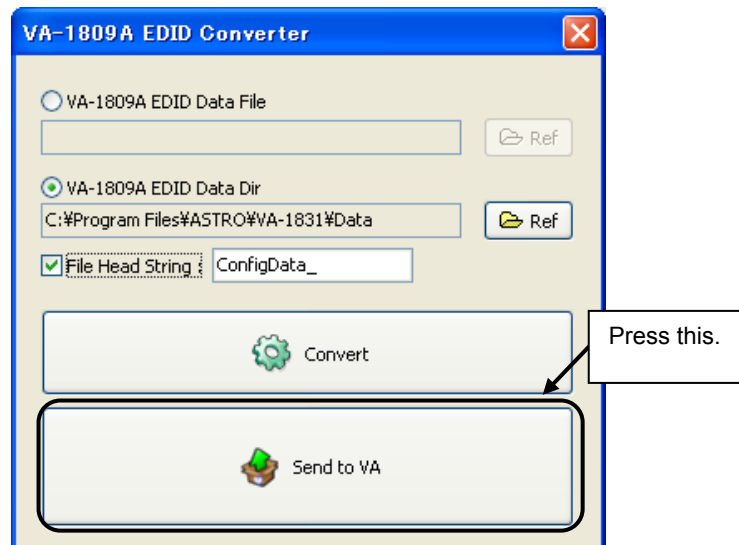 VA-1809A EDID Converter
VA-1809A EDID Data File
Ref
VA-1809A EDID Data Dir
C:¥Program Files¥ASTRO¥VA-1831¥Data
Ref
File Head String : ConfigData_
Press this.
Convert
Send to VA